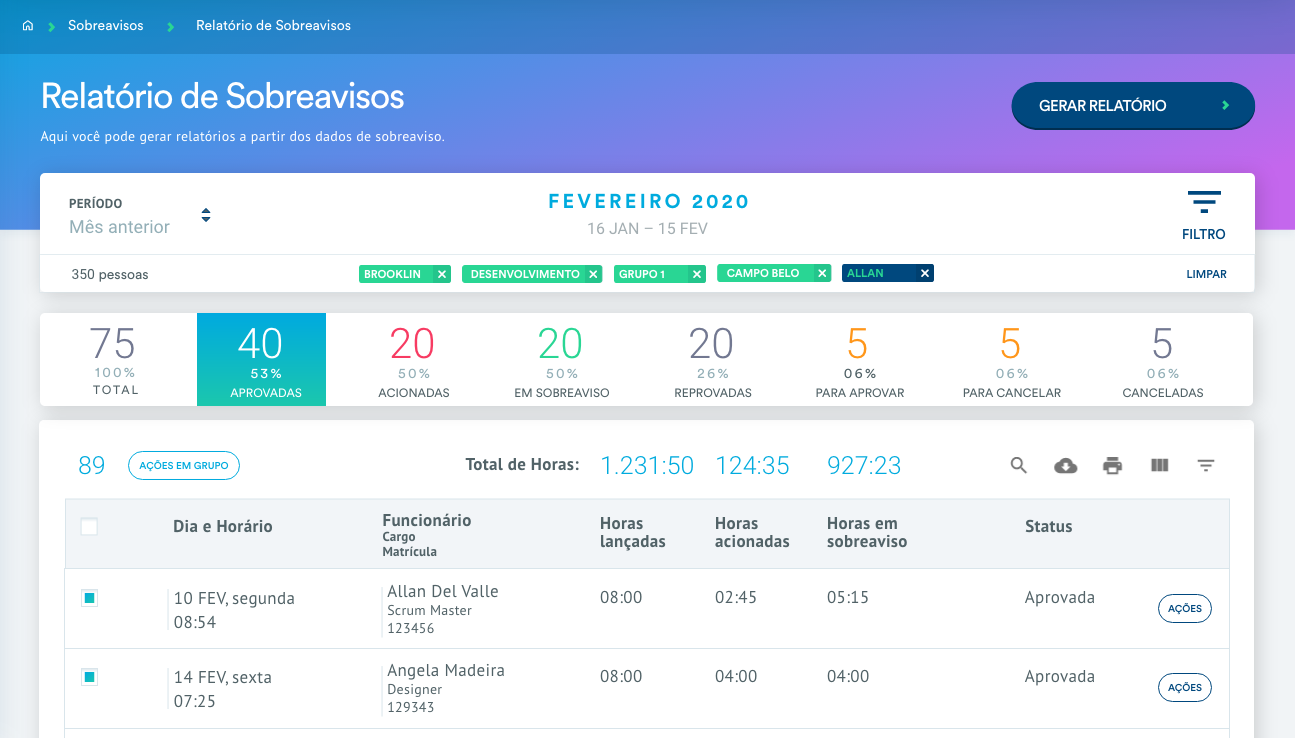 Sobreavisos Relatório de Sobreavisos
Relatório de Sobreavisos
GERAR RELATÓRIO
Aqui você pode gerar relatórios a partir dos dados de sobreaviso.
PERÍODO
Mês anterior
FEVEREIRO 2020
16 JAN – 15 FEV
FILTRO
350 pessoas BROOKLIN × DESENVOLVIMENTO × GRUPO 1 × CAMPO BELO × ALLAN × LIMPAR
75 40 20 20 20 5 5 5
100% 53% 50% 50% 26% 06% 06% 06%
TOTAL APROVADAS ACIONADAS EM SOBREAVISO REPROVADAS PARA APROVAR PARA CANCELAR CANCELADAS
89 AÇÕES EM GRUPO Total de Horas: 1.231:50 124:35 927:23
Dia e Horário
Funcionário
Cargo
Matrícula
Horas
lançadas
Horas
acionadas
Horas em
sobreaviso
Status
10 FEV, segunda
08:54
Allan Del Valle
Scrum Master
123456
08:00 02:45 05:15 Aprovada AÇÕES
14 FEV, sexta
07:25
Angela Madeira
Designer
129343
08:00 04:00 04:00 Aprovada AÇÕES